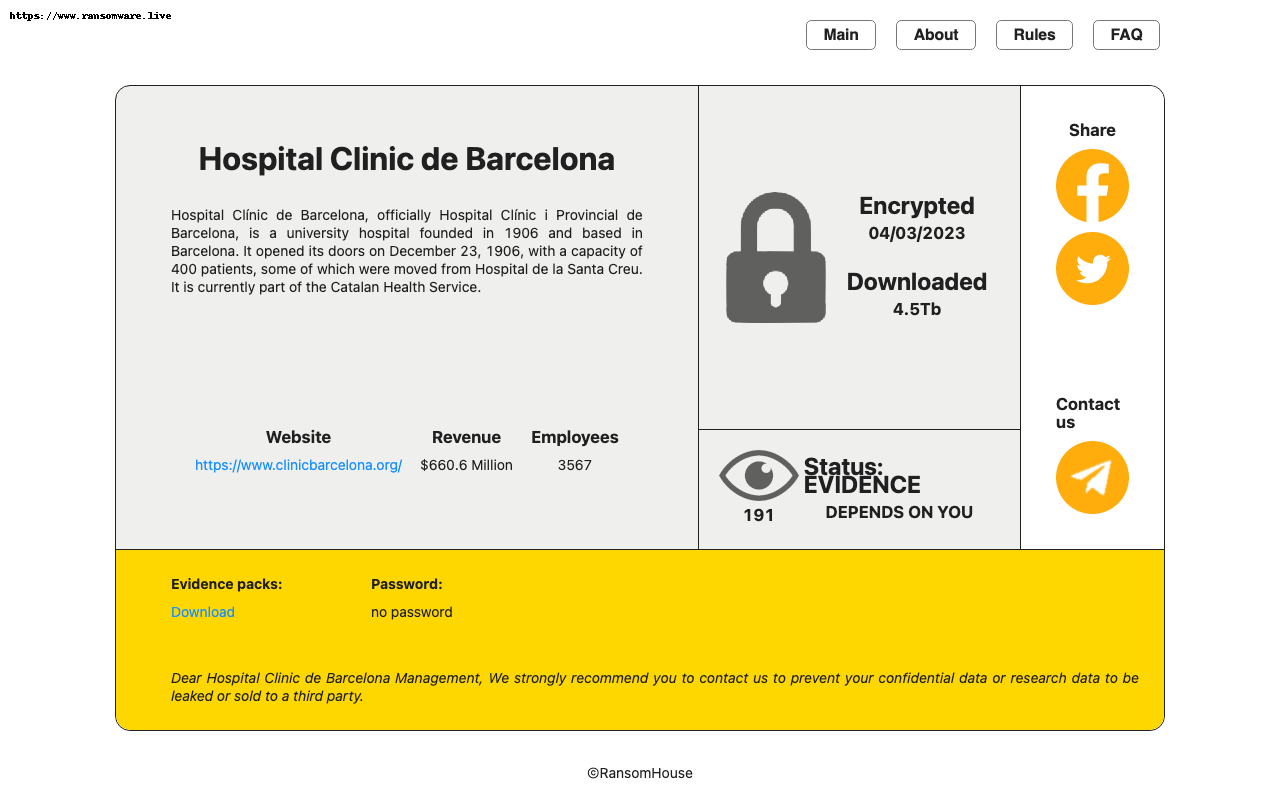 https://www.ransomware.live
Main About Rules FAQ
Hospital Clinic de Barcelona
Hospital Clínic de Barcelona, officially Hospital Clínic i Provincial de
Barcelona, is a university hospital founded in 1906 and based in
Barcelona. It opened its doors on December 23, 1906, with a capacity of
400 patients, some of which were moved from Hospital de la Santa Creu.
It is currently part of the Catalan Health Service.
Website Revenue Employees
https://www.clinicbarcelona.org/ $660.6 Million 3567
Encrypted
04/03/2023
Downloaded
4.5Tb
Status:
EVIDENCE
191 DEPENDS ON YOU
Share
Contact
us
Evidence packs: Password:
Download no password
Dear Hospital Clinic de Barcelona Management, We strongly recommend you to contact us to prevent your confidential data or research data to be
leaked or sold to a third party.
©RansomHouse